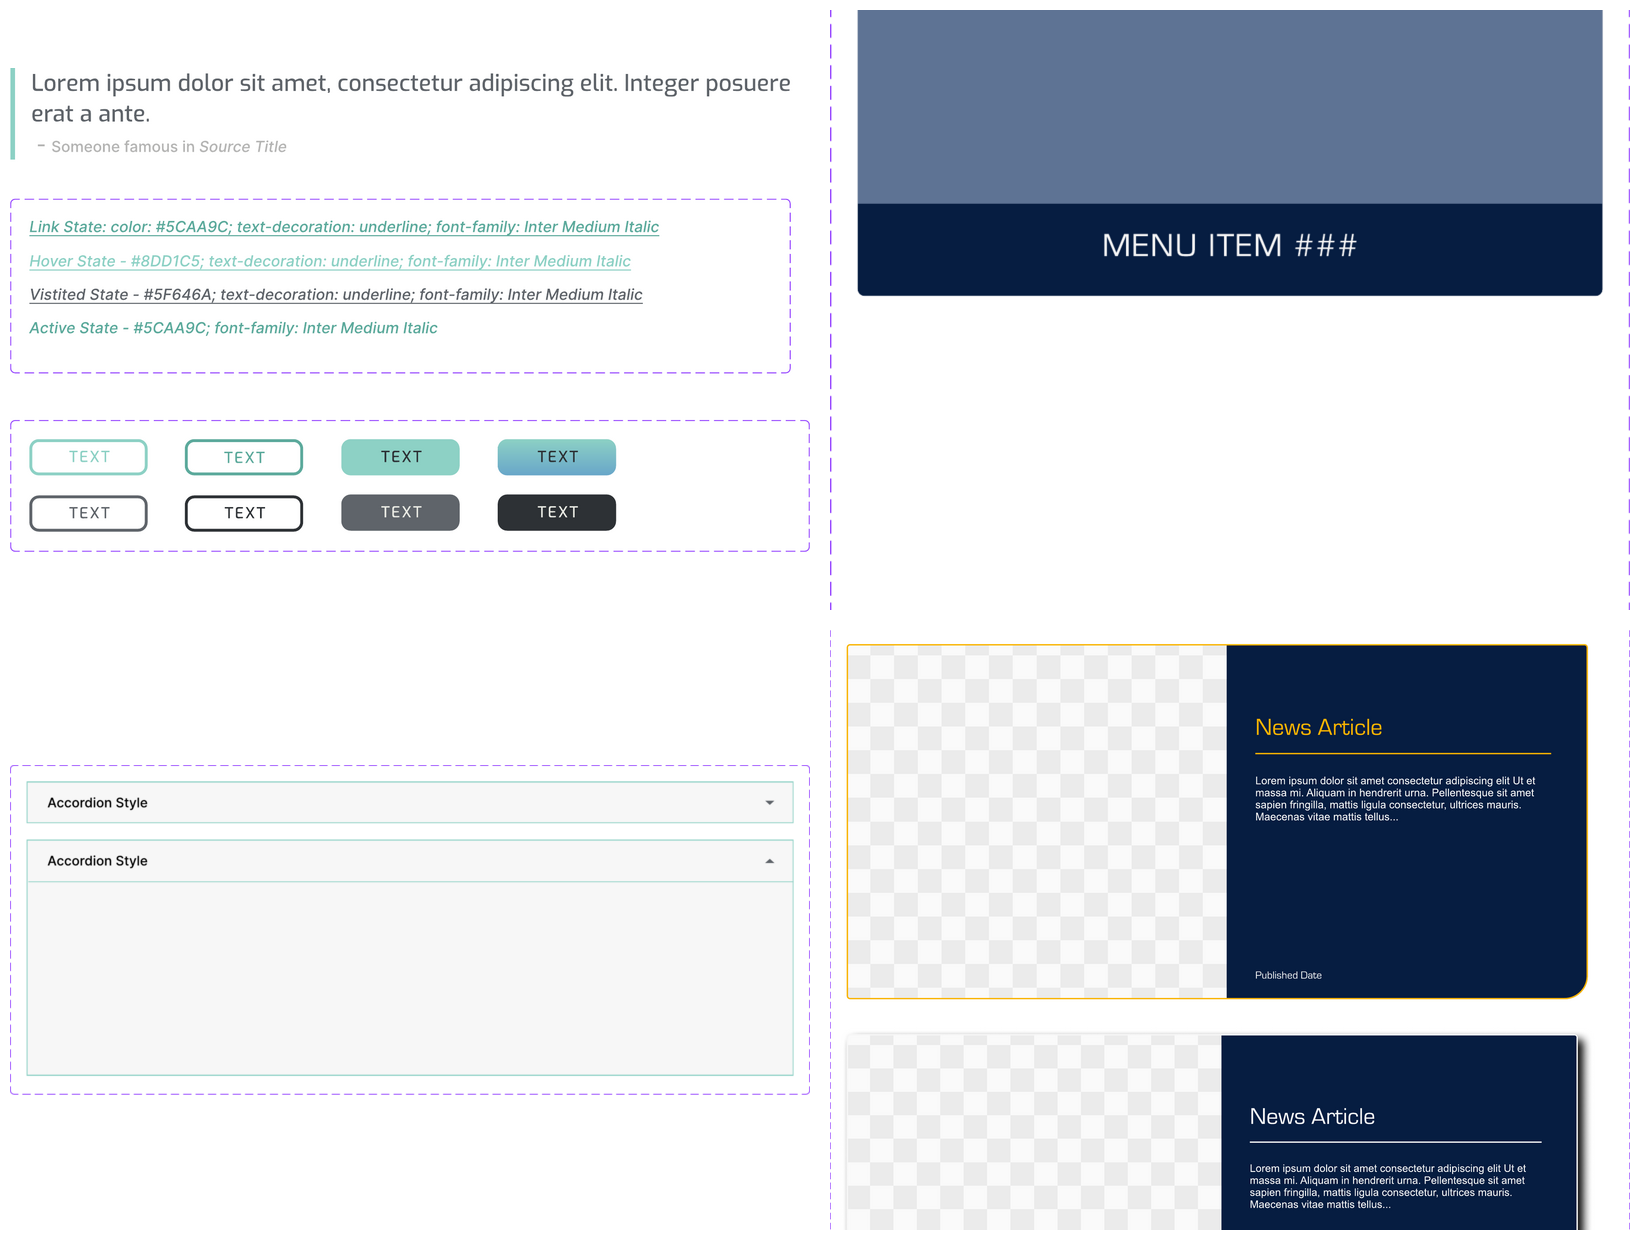 Lorem ipsum dolor sit amet, consectetur adipiscing elit. Integer posuere
erat a ante.
- Someone famous in Source Title
Link State: color: #5CAA9C; text-decoration: underline; font-family: Inter Medium Italic
Hover State - #8DD1C5; text-decoration: underline; font-family: Inter Medium Italic
Vistited State - #5F646A; text-decoration: underline; font-family: Inter Medium Italic
Active State - #5CAA9C; font-family: Inter Medium Italic
TEXT TEXT TEXT TEXT
TEXT TEXT TEXT TEXT
MENU ITEM ###
Accordion Style
Accordion Style
News Article
Lorem ipsum dolor sit amet consectetur adipiscing elit Ut et
massa mi. Aliquam in hendrerit urna. Pellentesque sit amet
sapien fringilla, mattis ligula consectetur, ultrices mauris.
Maecenas vitae mattis tellus...
Published Date
News Article
Lorem ipsum dolor sit amet consectetur adipiscing elit Ut et
massa mi. Aliquam in hendrerit urna. Pellentesque sit amet
sapien fringilla, mattis ligula consectetur, ultrices mauris.
Maecenas vitae mattis tellus...